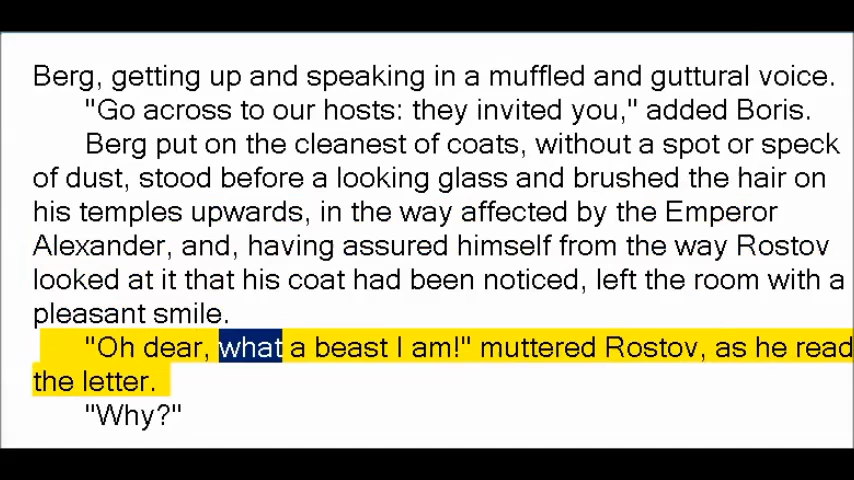 Berg, getting up and speaking in a muffled and guttural voice.
"Go across to our hosts: they invited you," added Boris.
Berg put on the cleanest of coats, without a spot or speck
of dust, stood before a looking glass and brushed the hair on
his temples upwards, in the way affected by the Emperor
Alexander, and, having assured himself from the way Rostov
looked at it that his coat had been noticed, left the room with a
pleasant smile.
"Oh dear, what a beast I am!" muttered Rostov, as he read
the letter.
"Why?"